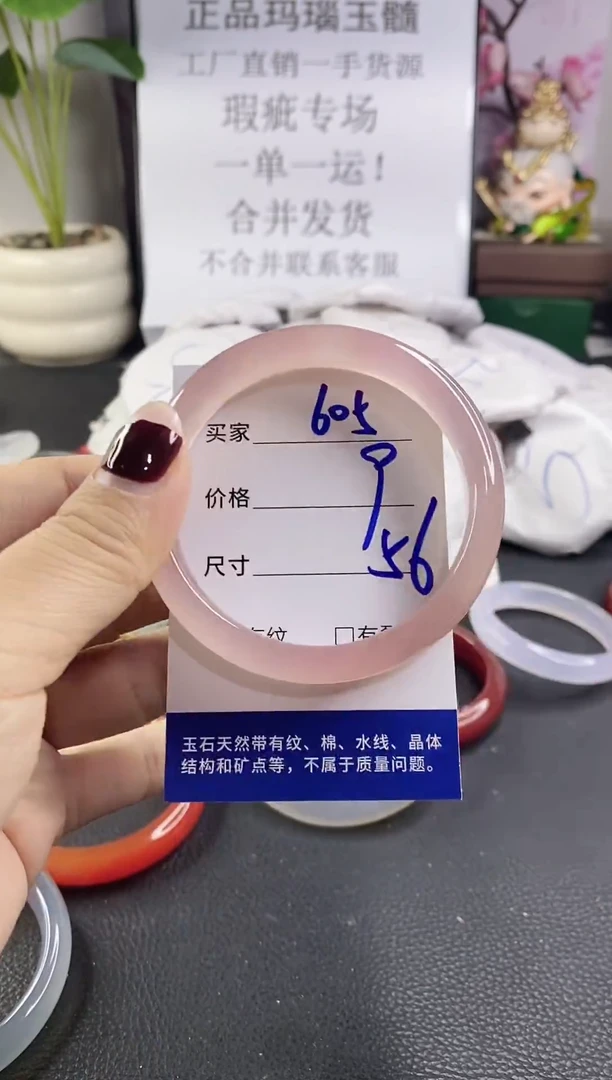 正品玛瑙玉髓
工厂直销一手货源
瑕疵专场
一单一运！
合并发货
不合并联系客服
买家 605
价格
尺寸 56
有纹 □有
玉石天然带有纹、棉、水线、晶体
结构和矿点等，不属于质量问题。